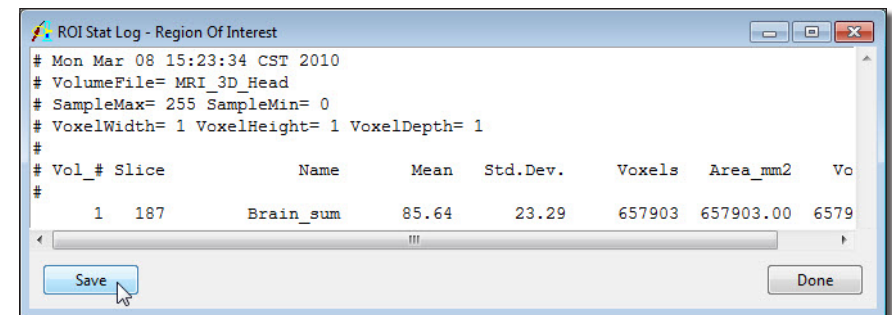 ROI Stat Log - Region Of Interest
# Mon Mar 08 15:23:34 CST 2010
# VolumeFile= MRI_3D_Head
# SampleMax= 255 SampleMin= 0
# VoxelWidth= 1 VoxelHeight= 1 VoxelDepth= 1
#
# Vol_# Slice Name Mean Std.Dev. Voxels Area_mm2 Vo
#
1 187 Brain_sum 85.64 23.29 657903 657903.00 6579
Save Done